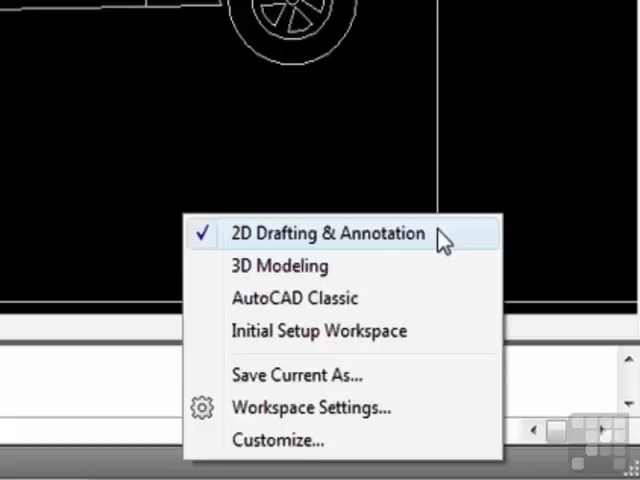 2D Drafting & Annotation
3D Modeling
AutoCAD Classic
Initial Setup Workspace
Save Current As...
Workspace Settings...
Customize...